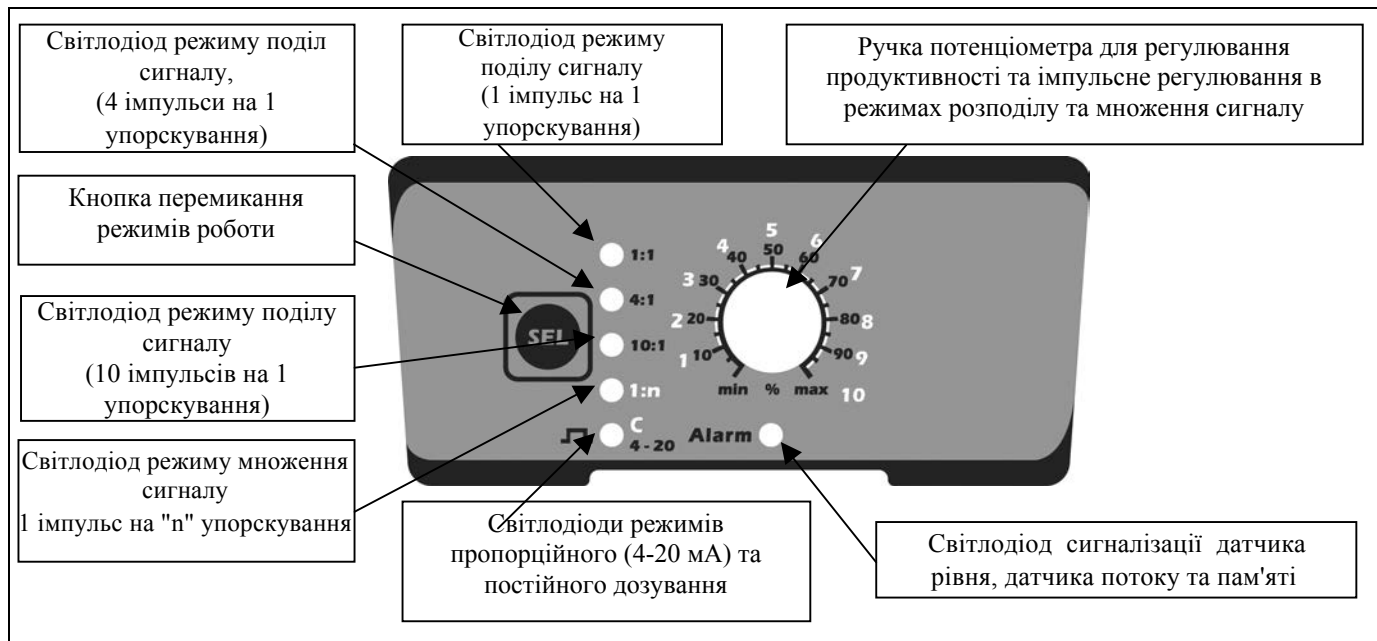 Світлодіод режиму поділ
сигналу,
(4 імпульси на 1
упорскування)
Світлодіод режиму
поділу сигналу
(1 імпульс на 1
упорскування)
Ручка потенціометра для регулювання
продуктивності та імпульсне регулювання в
режимах розподілу та множення сигналу
Кнопка перемикання
режимів роботи
Світлодіод режиму поділу
сигналу
(10 імпульсів на 1
упорскування)
Світлодіод режиму множення
сигналу
1 імпульс на "n" упорскування
SEL
1:1
4:1
10:1
1:n
C
4 - 20
Alarm
1 10
2 20
3 30
4 40
5 50
6 60
70 7
80 8
90 9
min % max 10
Світлодіоди режимів
пропорційного (4-20 мА) та
постійного дозування
Світлодіод сигналізації датчика
рівня, датчика потоку та пам'яті